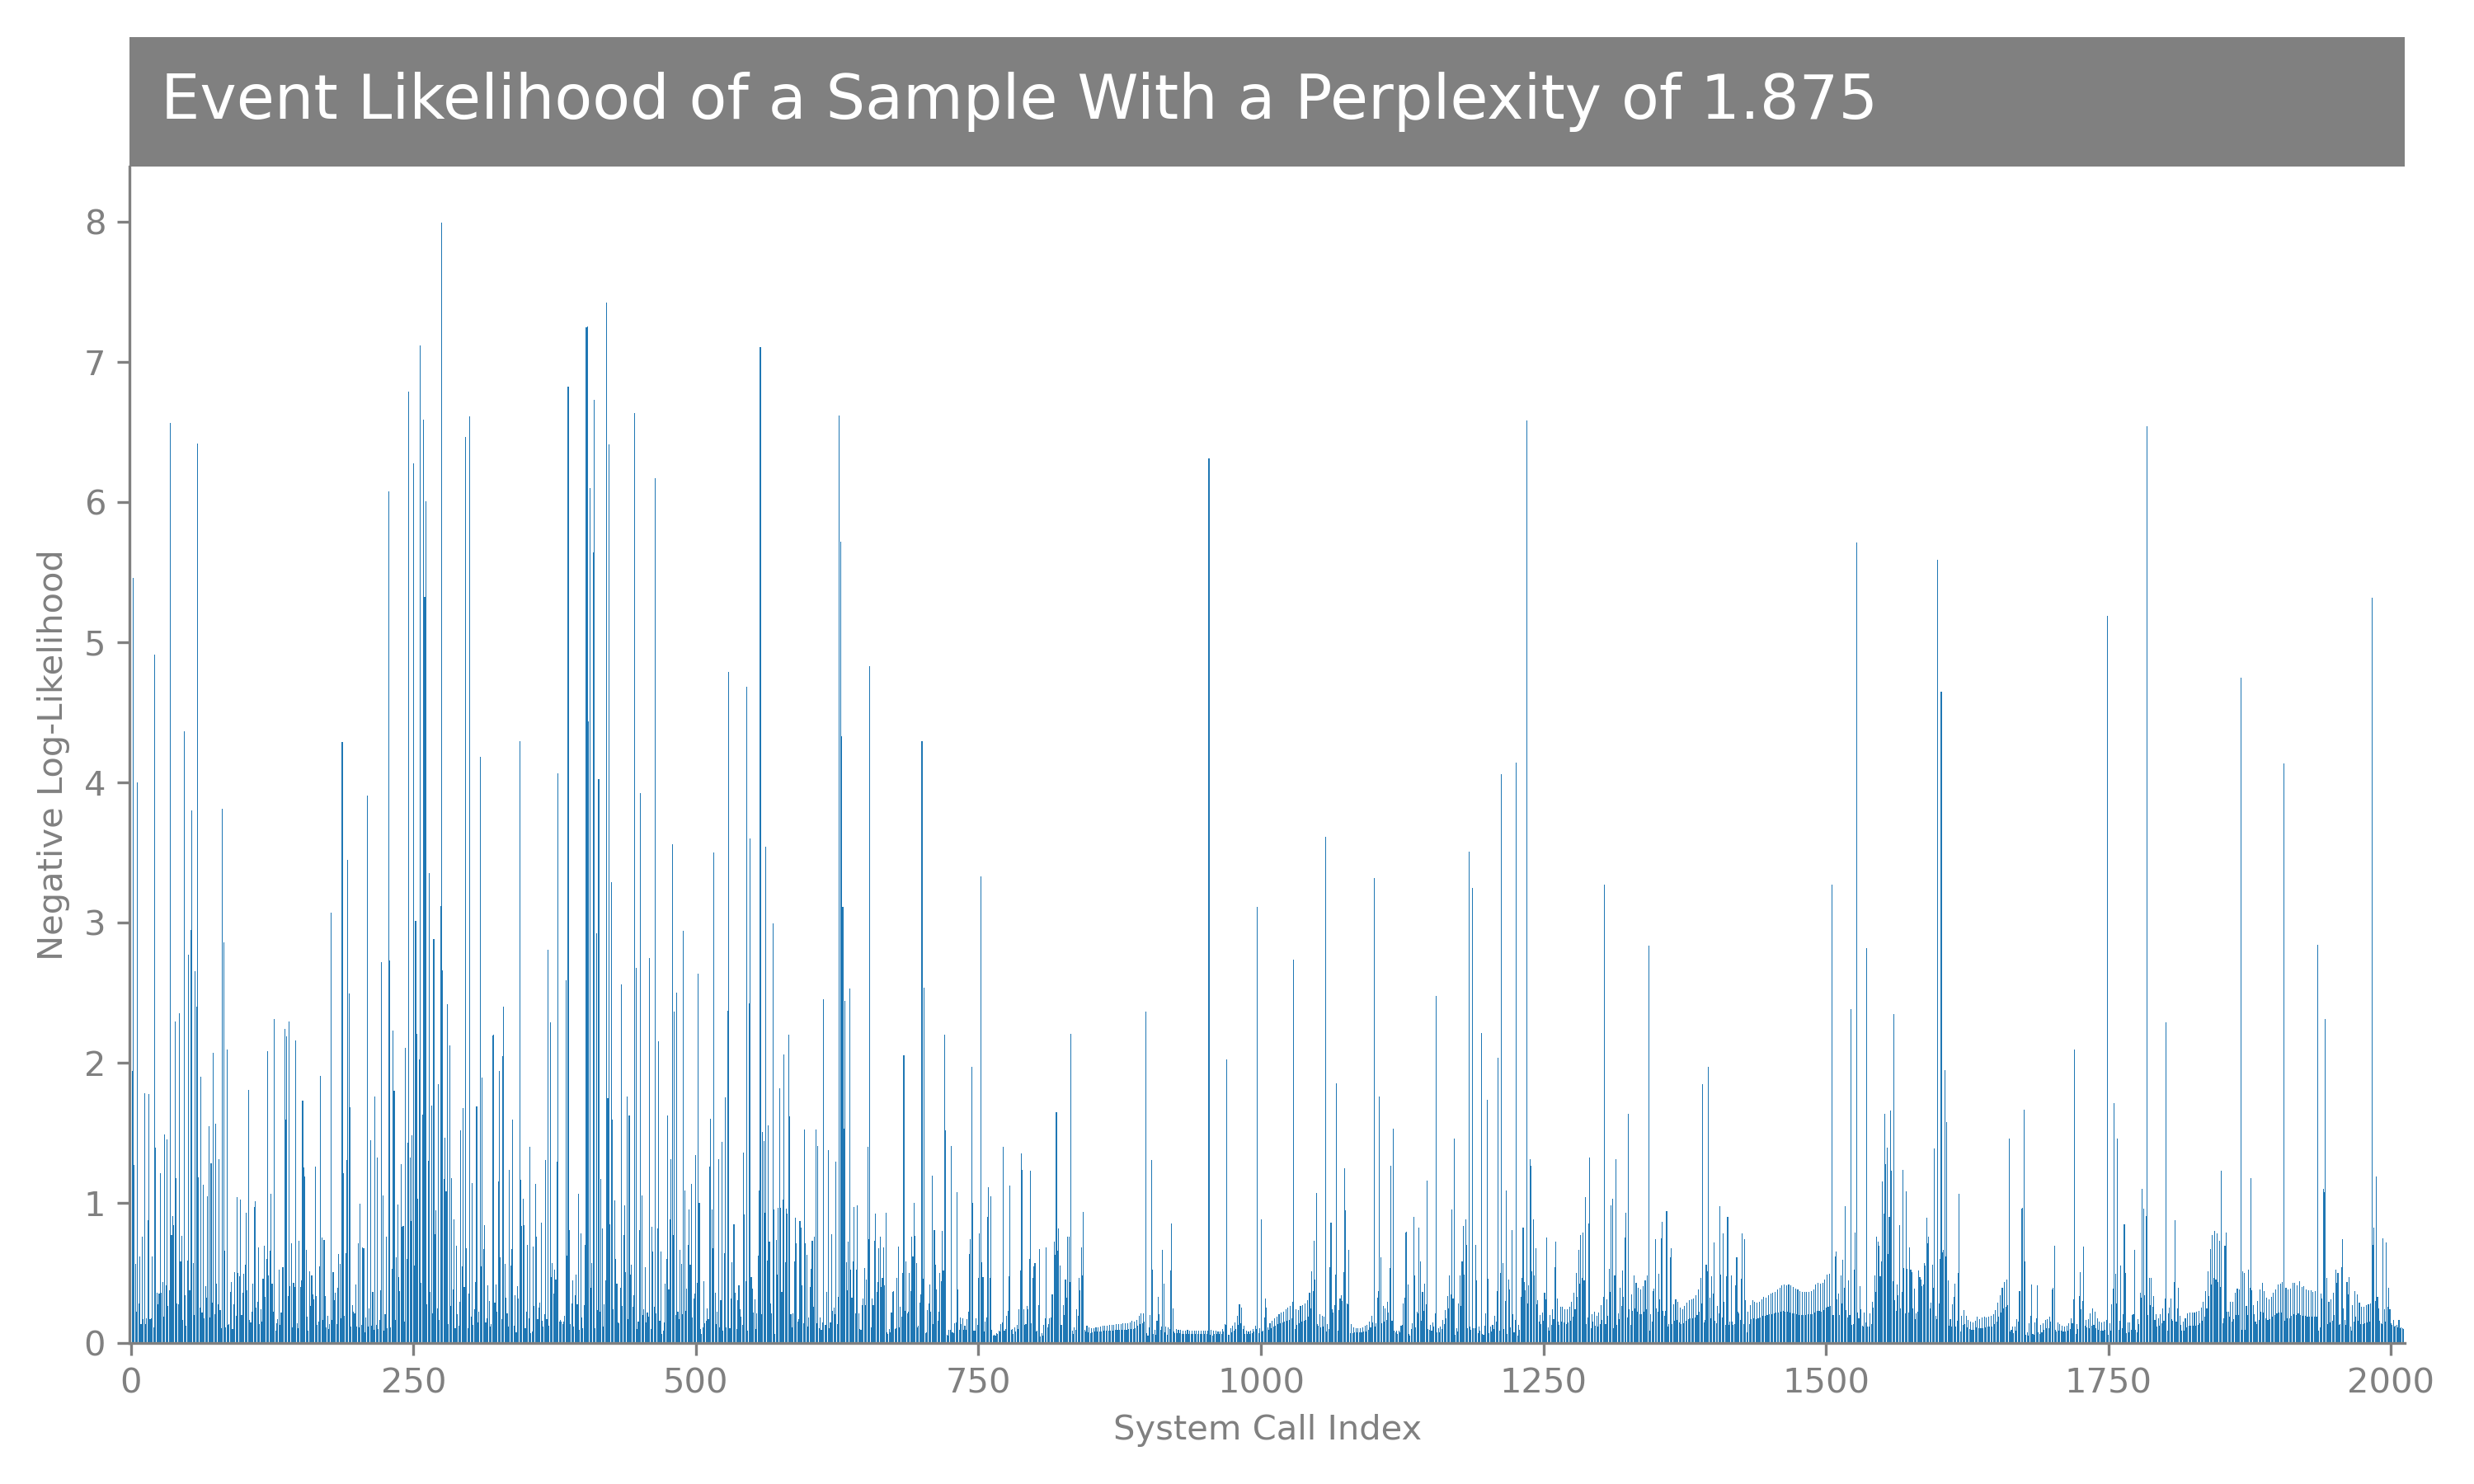 Event Likelihood of a Sample With a Perplexity of 1.875
8
7
6
5
4
3
2
1
0
Negative Log-Likelihood
0 250 500 750 1000 1250 1500 1750 2000
System Call Index